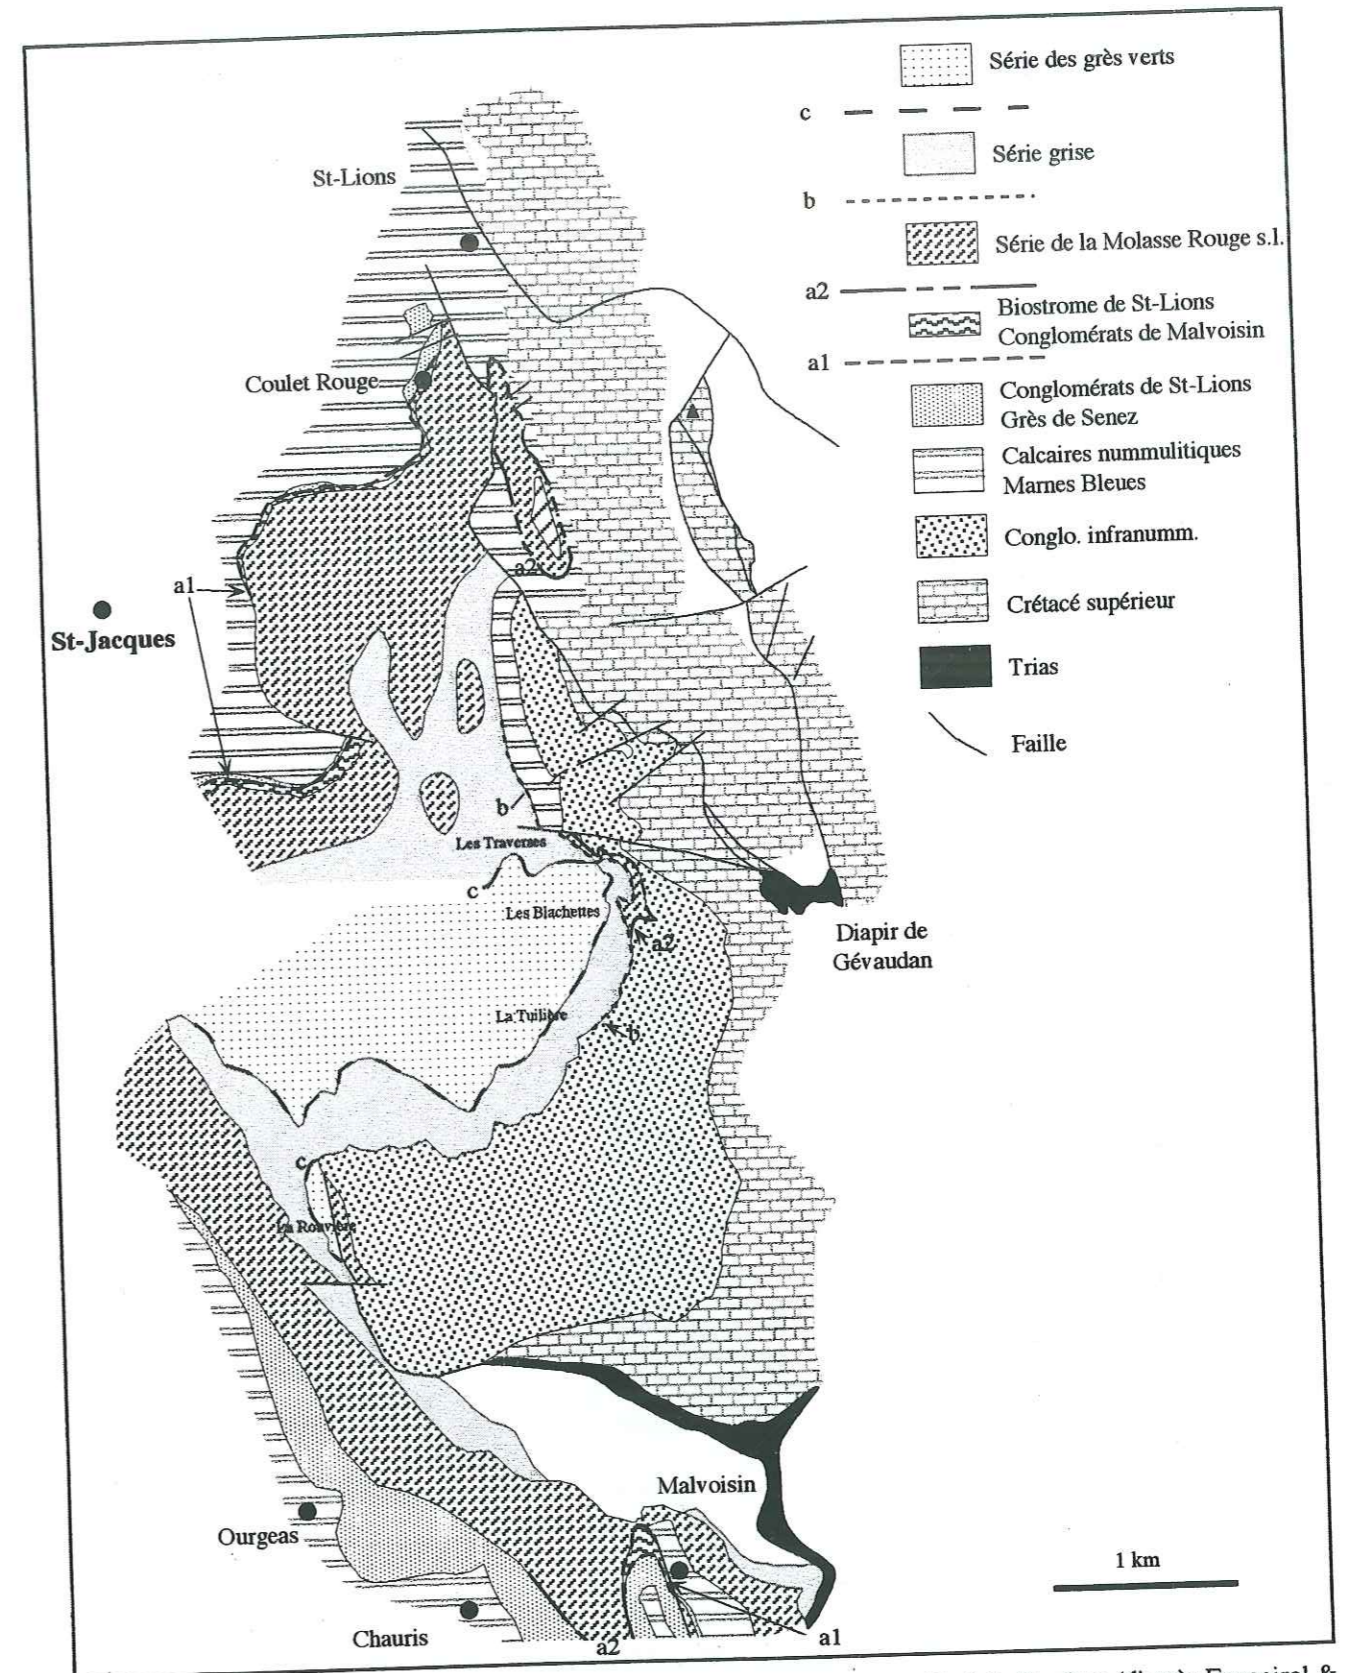 Série des grès verts
c
Série grise
b
Série de la Molasse Rouge s.l.
a2
Biostrome de St-Lions
Conglomérats de Malvoisin
a1
Conglomérats de St-Lions
Grès de Senez
Calcaires nummulitiques
Marnes Bleues
Conglo. infranumm.
Crétacé supérieur
Trias
Faille
St-Lions
Coulet Rouge
a2
a1
St-Jacques
b
Les Traverses
c
Les Blachettes
a2
Diapir de
Gévaudan
La Tuilière
b
c
La Rouvière
Malvoisin
Ourgeas
1 km
Chauris
a2
a1